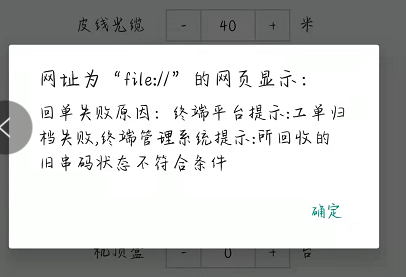 皮线光缆 - 40 + 米
网址为“file://”的网页显示：
回单失败原因：终端平台提示:工单归
档失败,终端管理系统提示:所回收的
旧串码状态不符合条件
确定
机顶盒 - 0 + 台